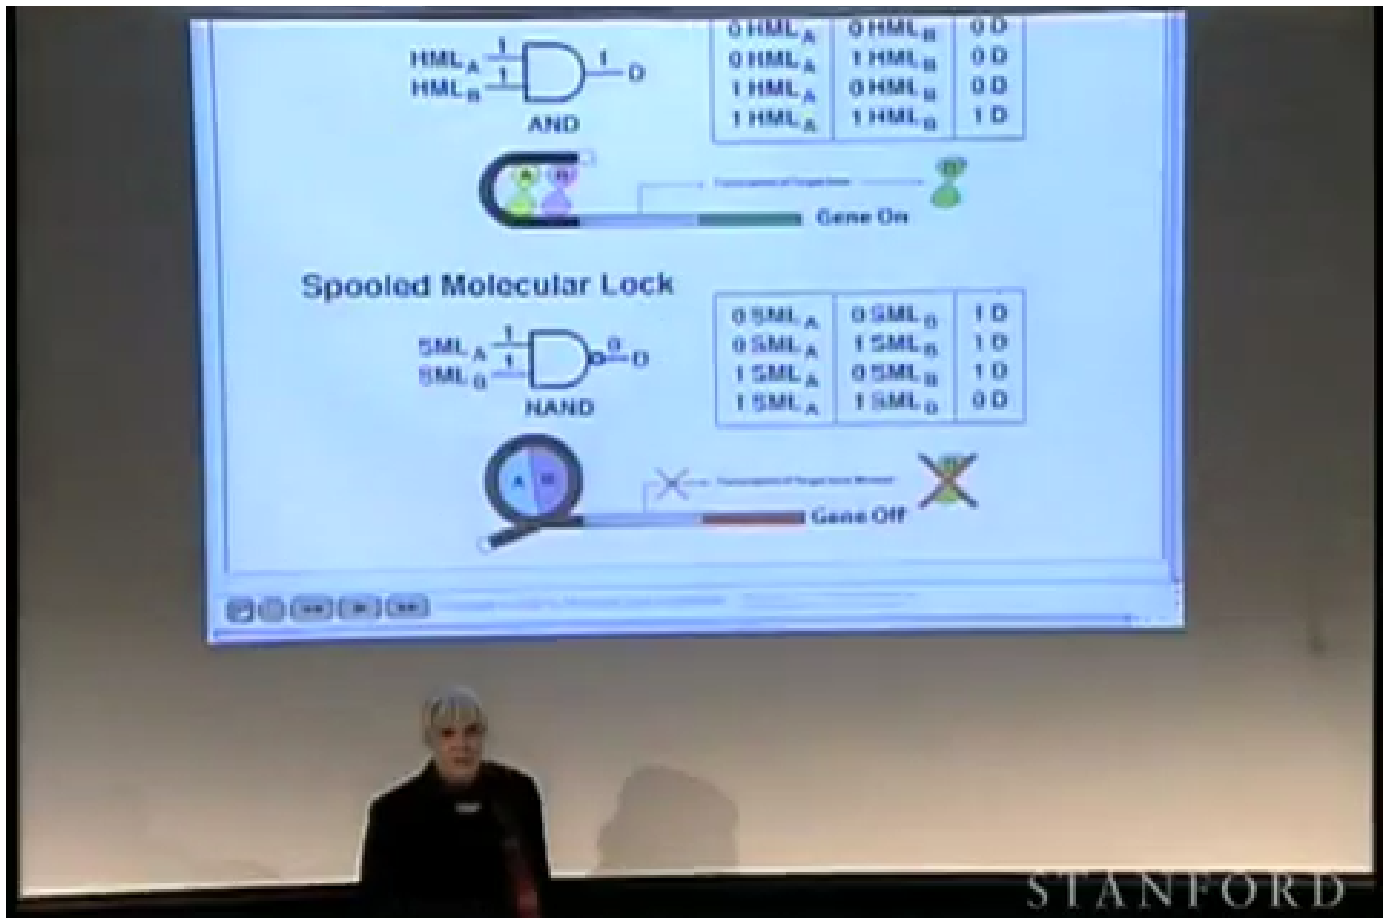 0 HML A 0 HML B 0 D
HML A 1 1 D 0 HML A 1 HML B 0 D
HML B 1 1 HML A 0 HML B 0 D
AND 1 HML A 1 HML B 1 D
A B
Gene On
Spooled Molecular Lock
0 SML A 0 SML B 1 D
SML A 1 0 D 0 SML A 1 SML B 1 D
SML B 1 1 SML A 0 SML B 1 D
NAND 1 SML A 1 SML B 0 D
A B
Gene Off
STANFORD